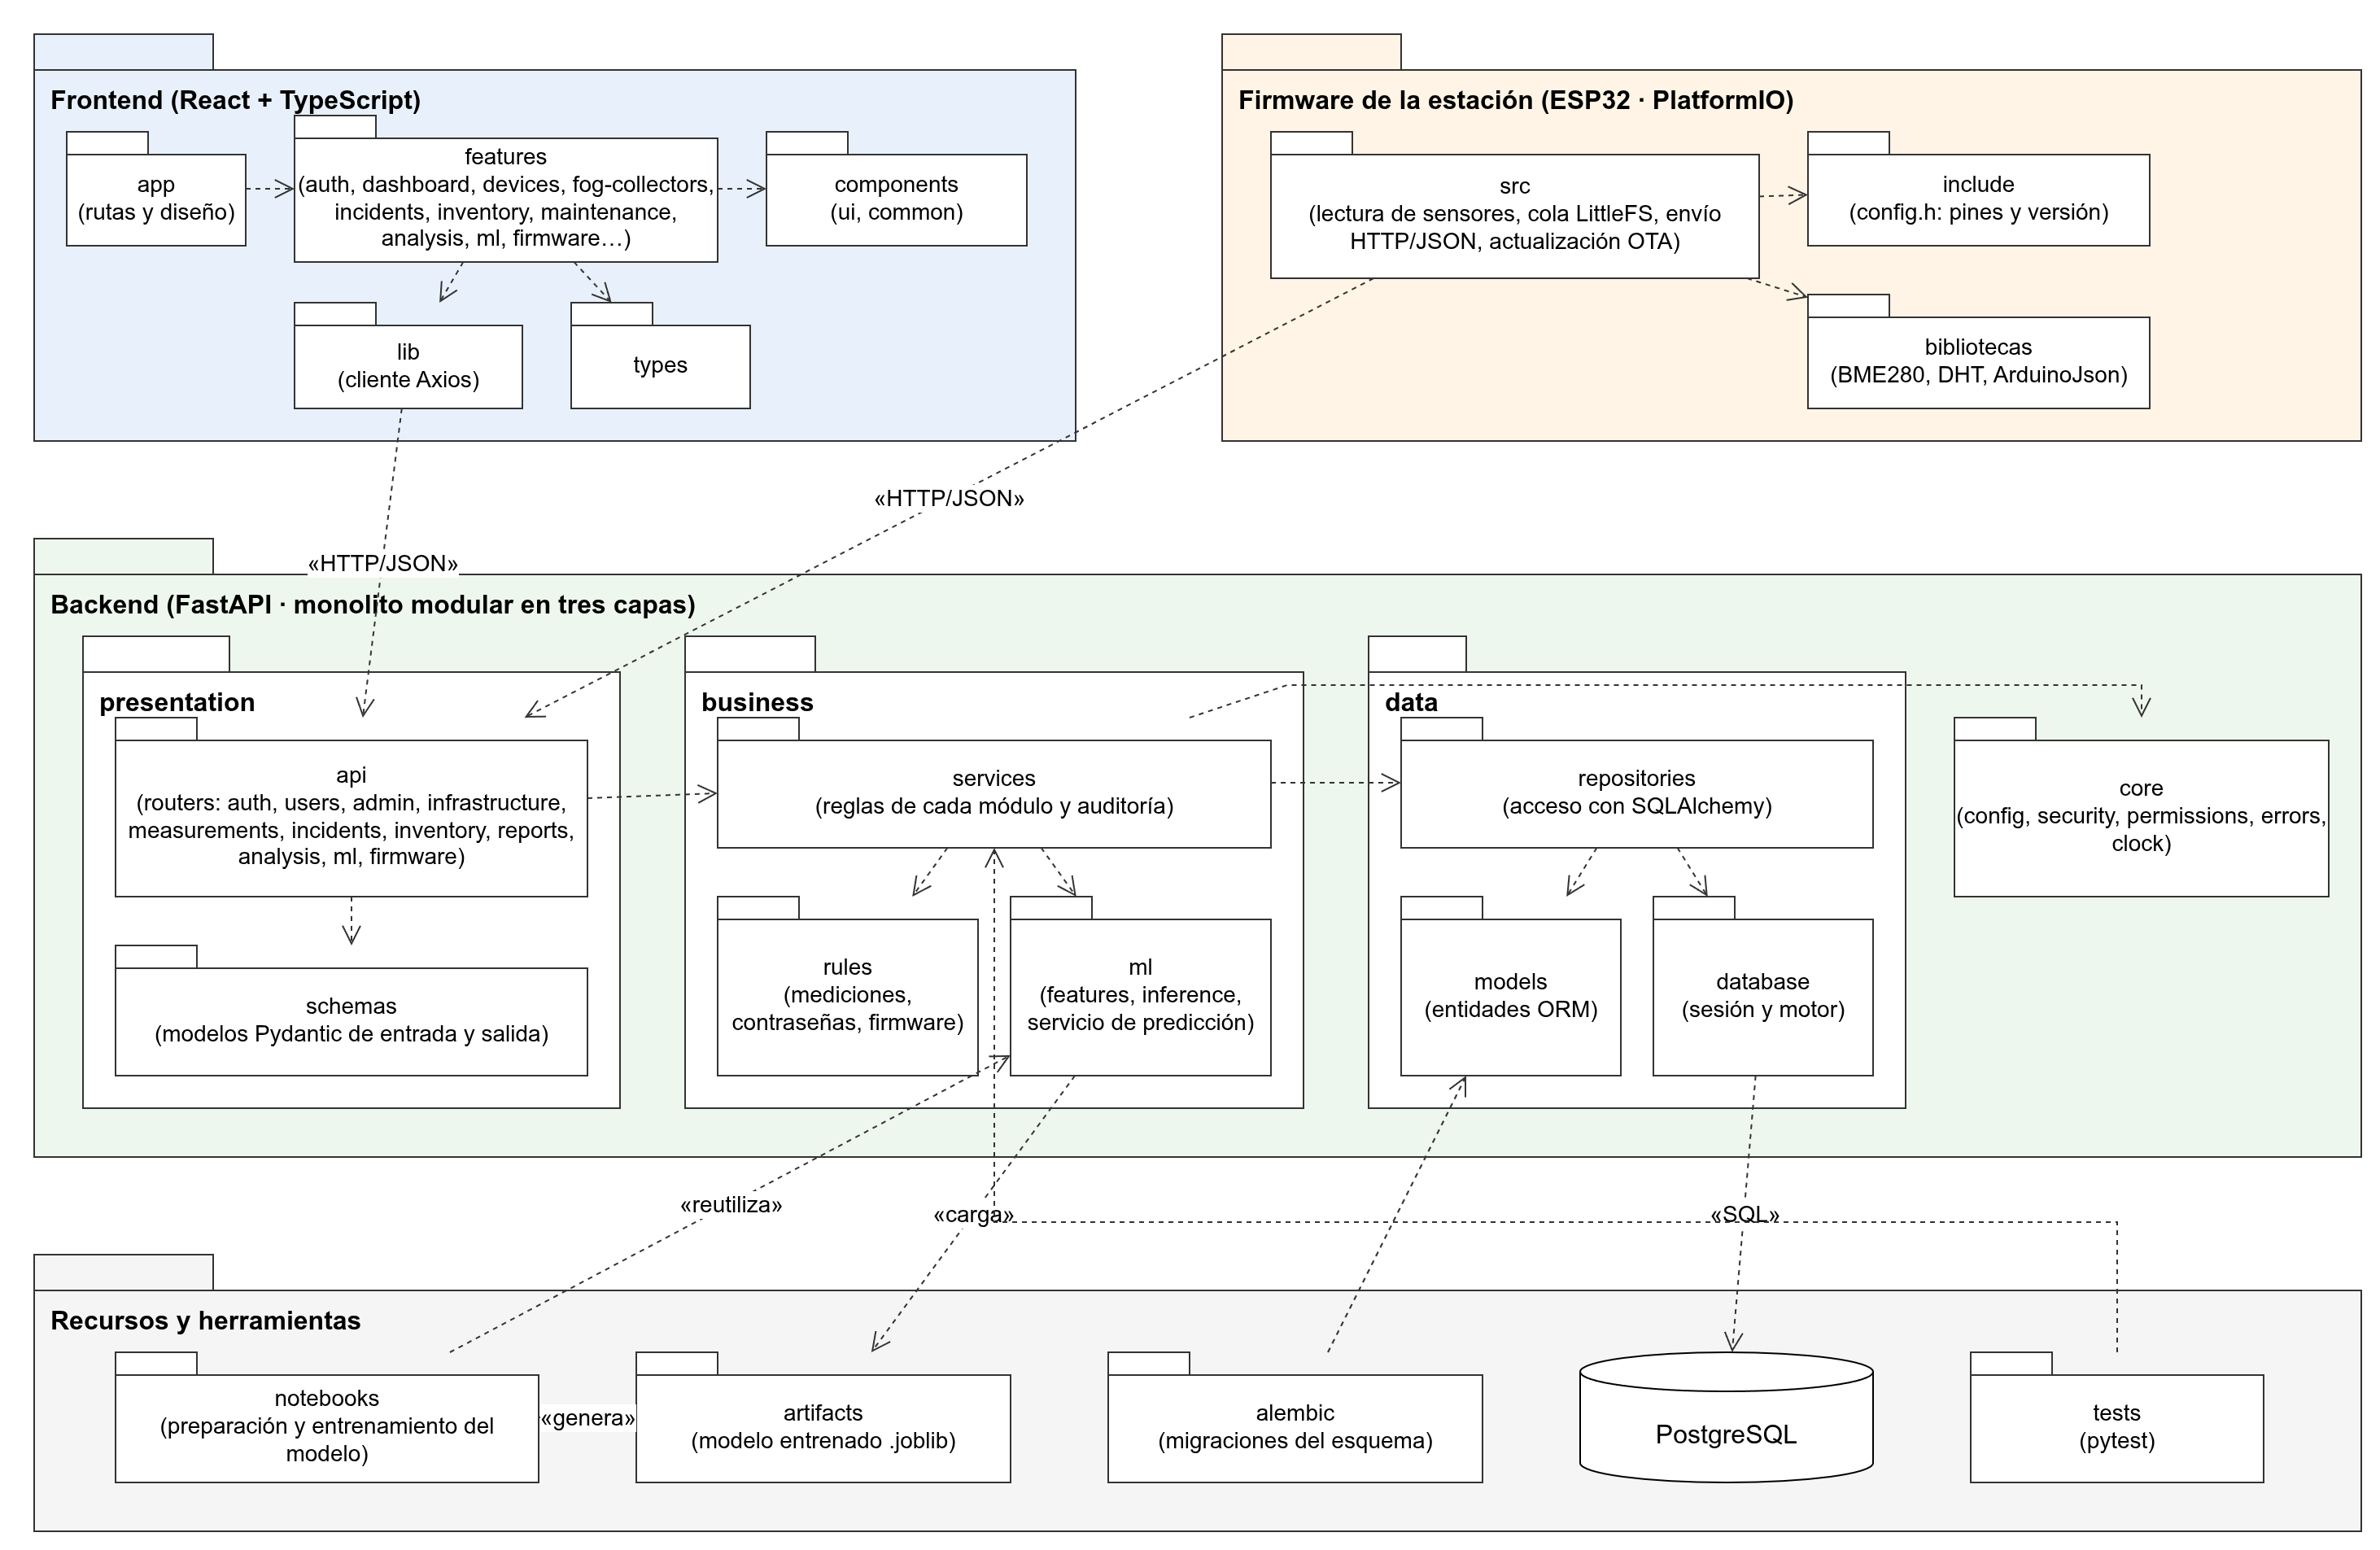 Frontend (React + TypeScript)
app
(rutas y diseño)
features
(auth, dashboard, devices, fog-collectors,
incidents, inventory, maintenance,
analysis, ml, firmware…)
components
(ui, common)
lib
(cliente Axios)
types
Firmware de la estación (ESP32 · PlatformIO)
src
(lectura de sensores, cola LittleFS, envío
HTTP/JSON, actualización OTA)
include
(config.h: pines y versión)
bibliotecas
(BME280, DHT, ArduinoJson)
«HTTP/JSON»
«HTTP/JSON»
Backend (FastAPI · monolito modular en tres capas)
presentation
api
(routers: auth, users, admin, infrastructure,
measurements, incidents, inventory, reports,
analysis, ml, firmware)
schemas
(modelos Pydantic de entrada y salida)
business
services
(reglas de cada módulo y auditoría)
rules
(mediciones,
contraseñas, firmware)
ml
(features, inference,
servicio de predicción)
data
repositories
(acceso con SQLAlchemy)
models
(entidades ORM)
database
(sesión y motor)
core
(config, security, permissions, errors,
clock)
«reutiliza»
«carga»
«SQL»
Recursos y herramientas
notebooks
(preparación y entrenamiento del
modelo)
«genera»
artifacts
(modelo entrenado .joblib)
alembic
(migraciones del esquema)
PostgreSQL
tests
(pytest)